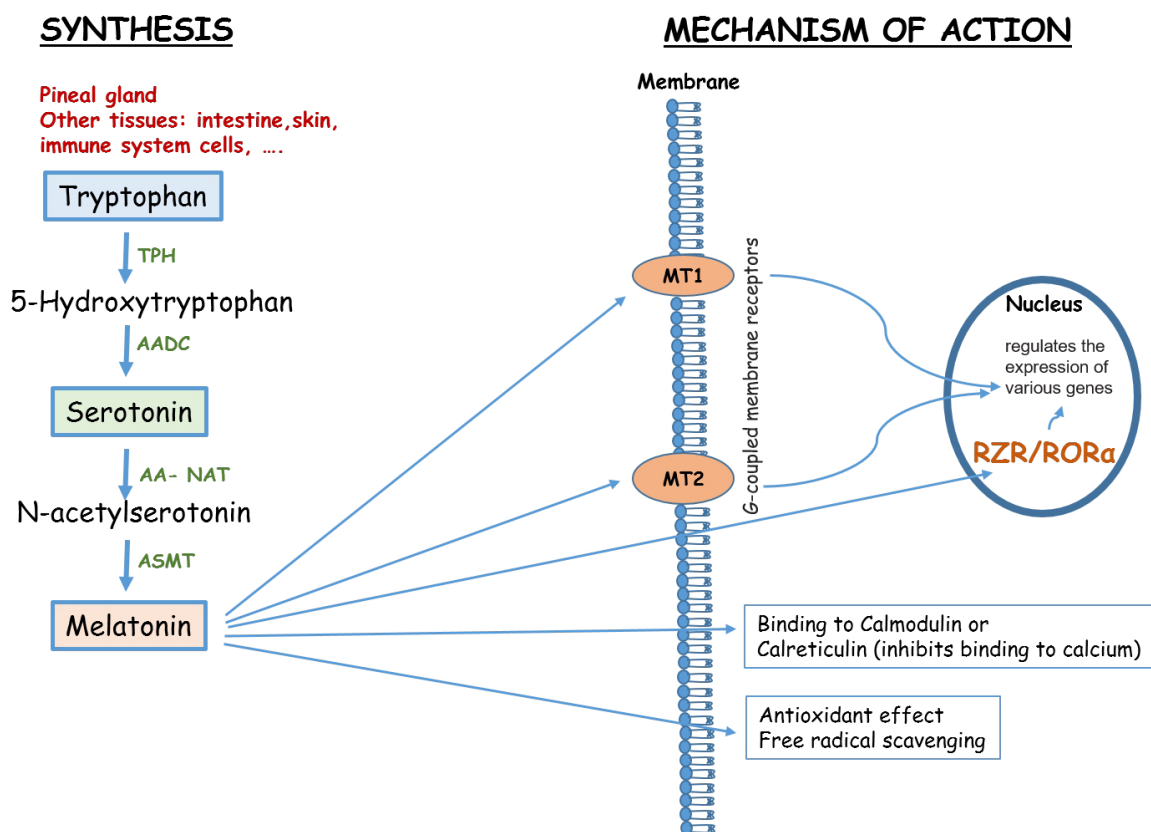 SYNTHESIS
Pineal gland
Other tissues: intestine,skin,
immune system cells, ....
Tryptophan
TPH
5-Hydroxytryptophan
AADC
Serotonin
AA- NAT
N-acetylserotonin
ASMT
Melatonin
MECHANISM OF ACTION
Membrane
MT1
MT2
G-coupled membrane receptors
Nucleus
regulates the
expression of
various genes
RZR/RORα
Binding to Calmodulin or
Calreticulin (inhibits binding to calcium)
Antioxidant effect
Free radical scavenging